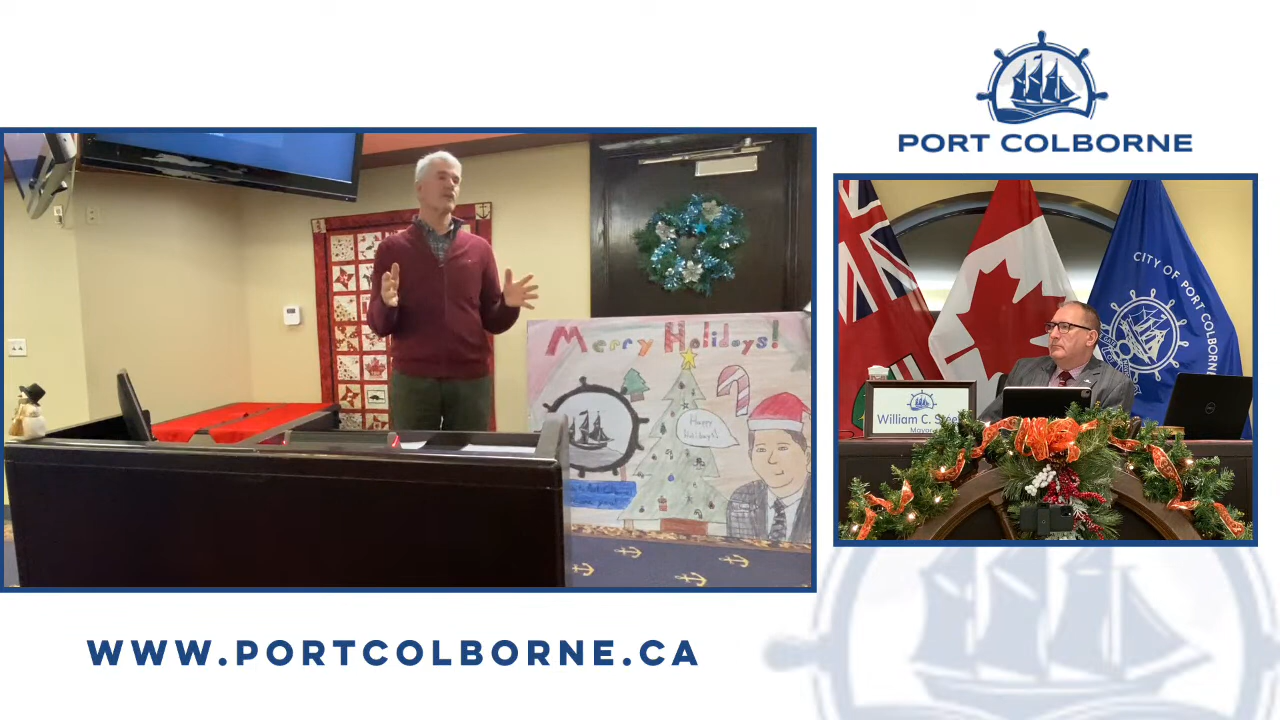 PORT COLBORNE
CITY OF PORT COLBORNE
Merry Holidays!
Happy
Holidays!
William C.
Mayor
WWW.PORTCOLBORNE.CA